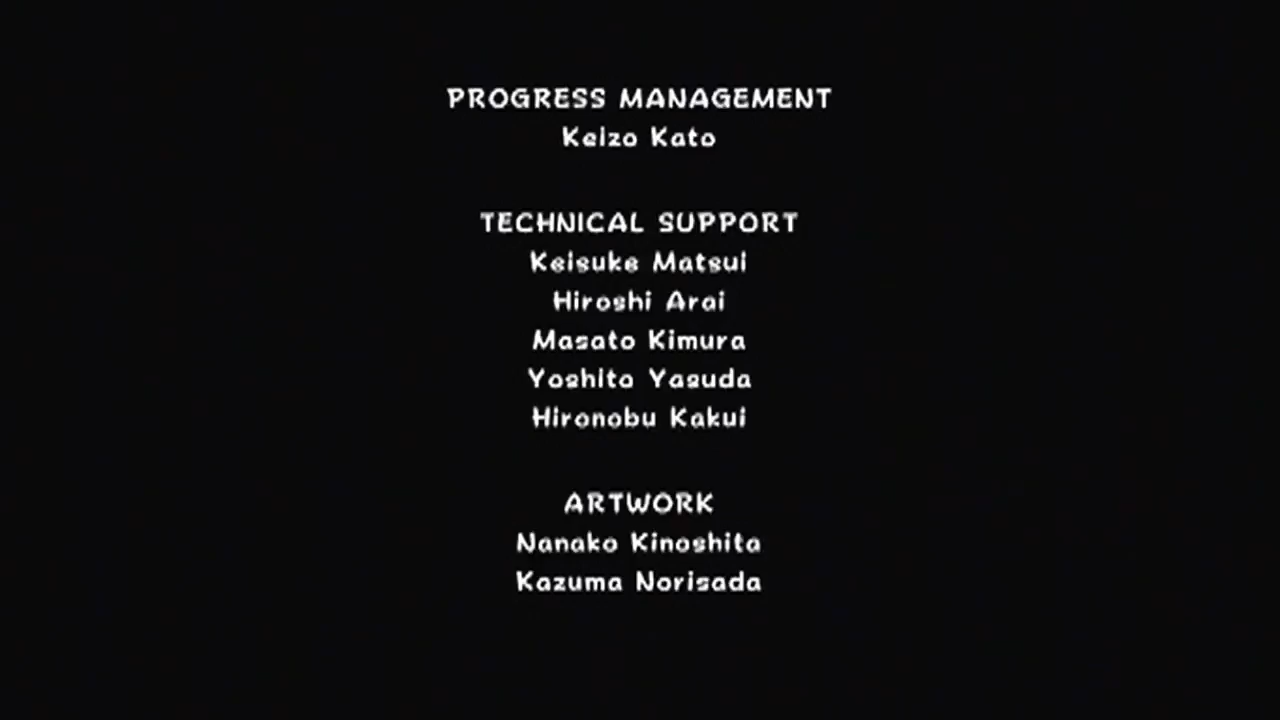 PROGRESS MANAGEMENT
Keizo Kato
TECHNICAL SUPPORT
Keisuke Matsui
Hiroshi Arai
Masato Kimura
Yoshito Yasuda
Hironobu Kakui
ARTWORK
Nanako Kinoshita
Kazuma Norisada